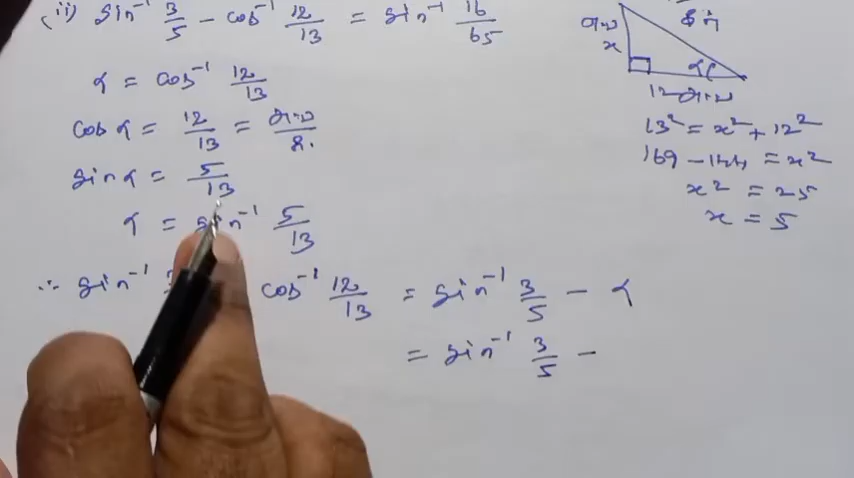 (ii) sin⁻¹ 3/5 − cos⁻¹ 12/13 = sin⁻¹ 16/65
α = cos⁻¹ 12/13
cos α = 12/13
sin α = 5/13
α = sin⁻¹ 5/13
∴ sin⁻¹ cos⁻¹ 12/13 = sin⁻¹ 3/5 − α
= sin⁻¹ 3/5 −
x
α
12
13² = x² + 12²
169 − 144 = x²
x² = 25
x = 5